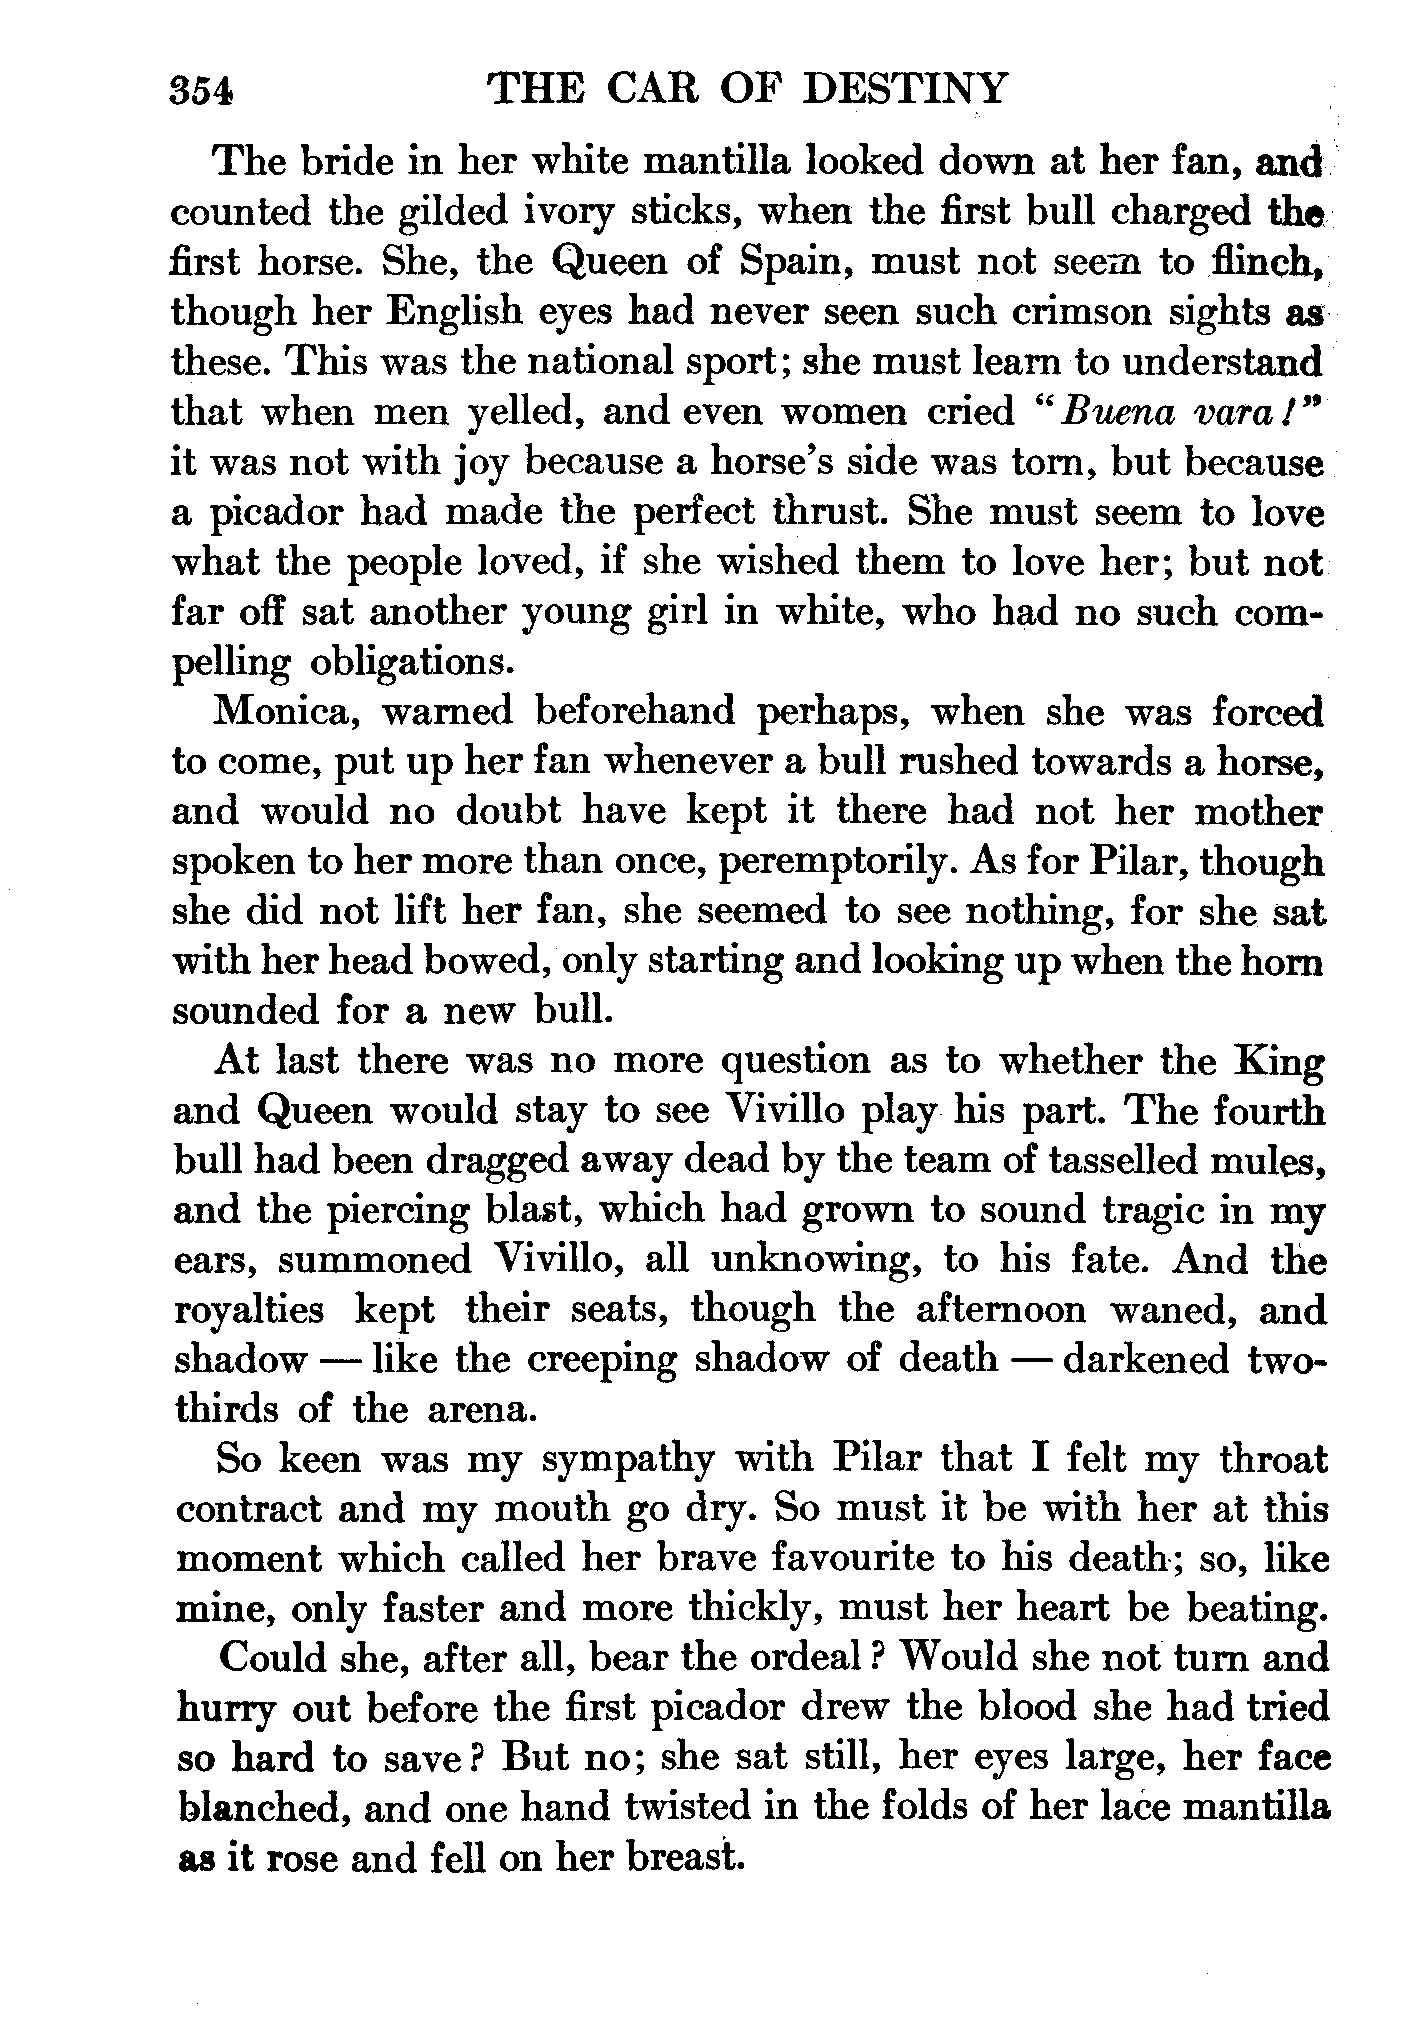 354 THE CAR OF DESTINY
The bride in her white mantilla looked down at her fan, and
counted the gilded ivory sticks, when the first bull charged the
first horse. She, the Queen of Spain, must not seem to flinch,
though her English eyes had never seen such crimson sights as
these. This was the national sport; she must learn to understand
that when men yelled, and even women cried "Buena vara!"
it was not with joy because a horse's side was torn, but because
a picador had made the perfect thrust. She must seem to love
what the people loved, if she wished them to love her; but not
far off sat another young girl in white, who had no such com-
pelling obligations.
Monica, warned beforehand perhaps, when she was forced
to come, put up her fan whenever a bull rushed towards a horse,
and would no doubt have kept it there had not her mother
spoken to her more than once, peremptorily. As for Pilar, though
she did not lift her fan, she seemed to see nothing, for she sat
with her head bowed, only starting and looking up when the horn
sounded for a new bull.
At last there was no more question as to whether the King
and Queen would stay to see Vivillo play his part. The fourth
bull had been dragged away dead by the team of tasselled mules,
and the piercing blast, which had grown to sound tragic in my
ears, summoned Vivillo, all unknowing, to his fate. And the
royalties kept their seats, though the afternoon waned, and
shadow — like the creeping shadow of death — darkened two-
thirds of the arena.
So keen was my sympathy with Pilar that I felt my throat
contract and my mouth go dry. So must it be with her at this
moment which called her brave favourite to his death; so, like
mine, only faster and more thickly, must her heart be beating.
Could she, after all, bear the ordeal? Would she not turn and
hurry out before the first picador drew the blood she had tried
so hard to save? But no; she sat still, her eyes large, her face
blanched, and one hand twisted in the folds of her lace mantilla
as it rose and fell on her breast.